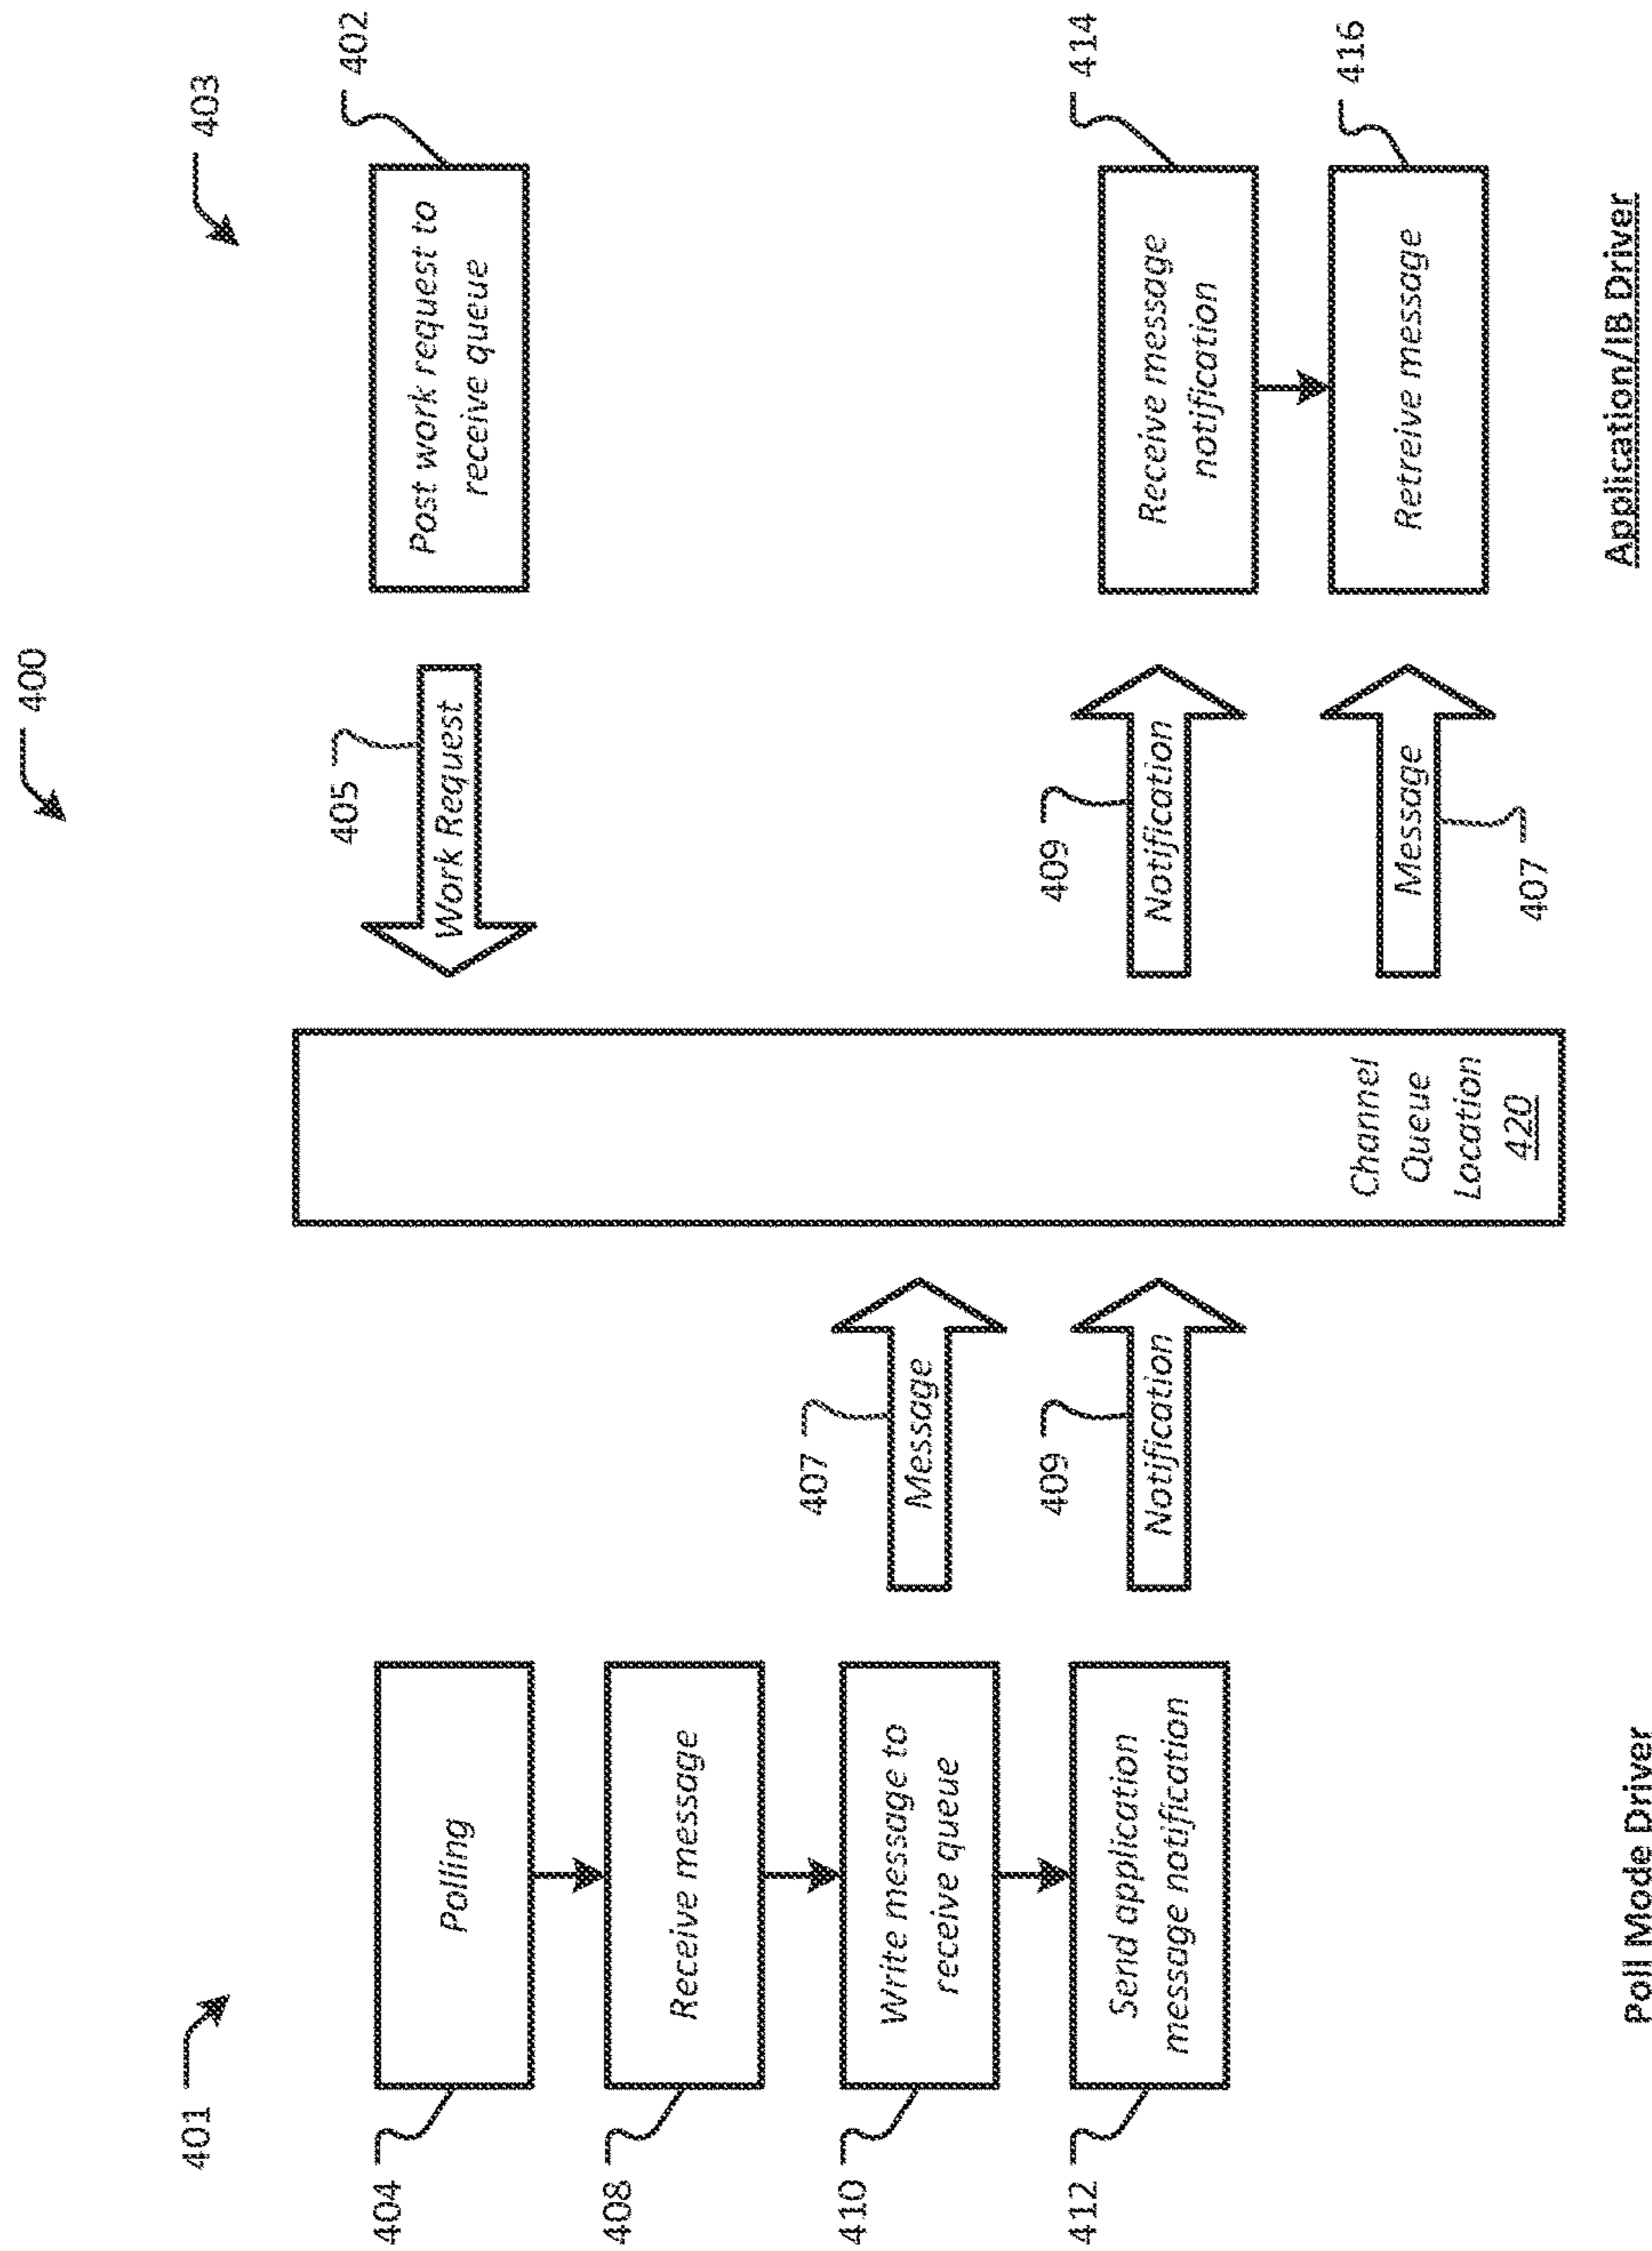 400
401
403
404
Polling
405
Work Request
Post work request to
receive queue
402
408
Receive message
410
Write message to
receive queue
407
Message
412
Send application
message notification
409
Notification
409
Notification
Receive message
notification
414
Message
407
Retreive message
416
Channel
Queue
Location
420
Poll Mode Driver
Application/IB Driver